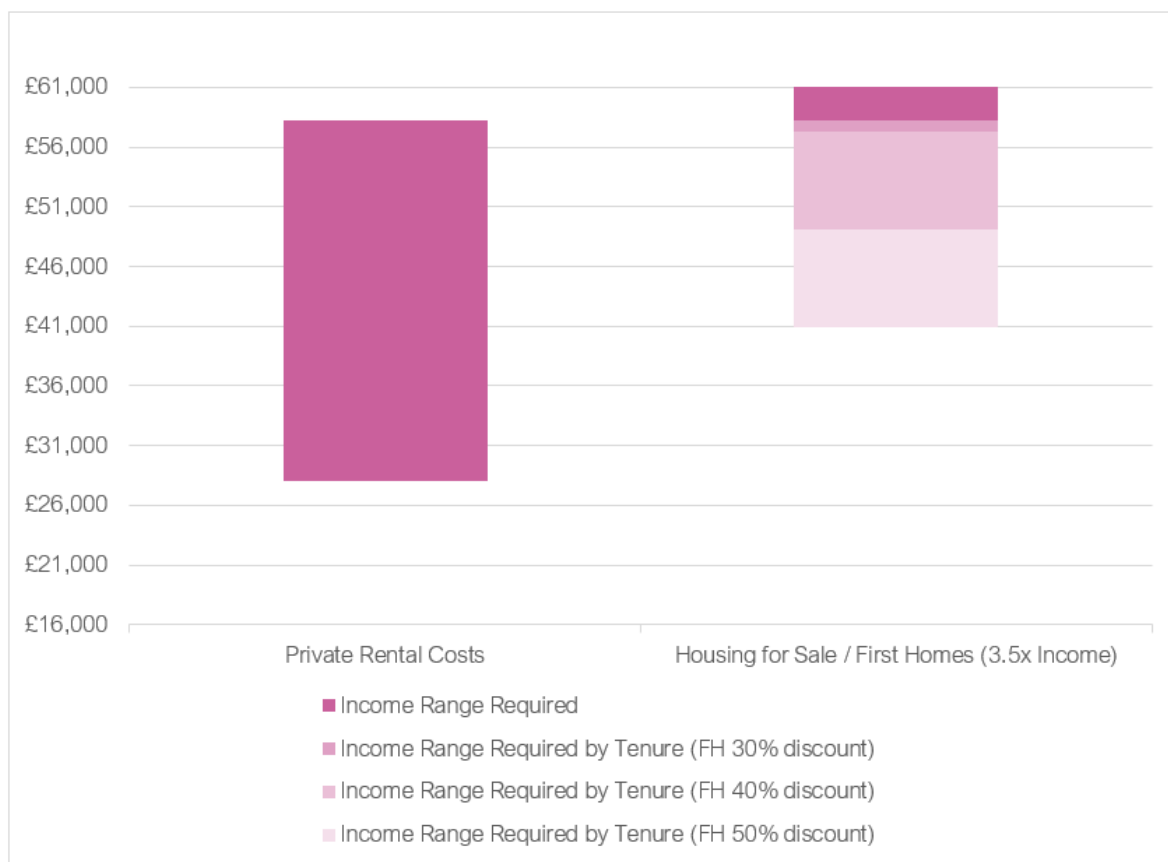 £61,000
£56,000
£51,000
£46,000
£41,000
£36,000
£31,000
£26,000
£21,000
£16,000
Private Rental Costs
Housing for Sale / First Homes (3.5x Income)
Income Range Required
Income Range Required by Tenure (FH 30% discount)
Income Range Required by Tenure (FH 40% discount)
Income Range Required by Tenure (FH 50% discount)